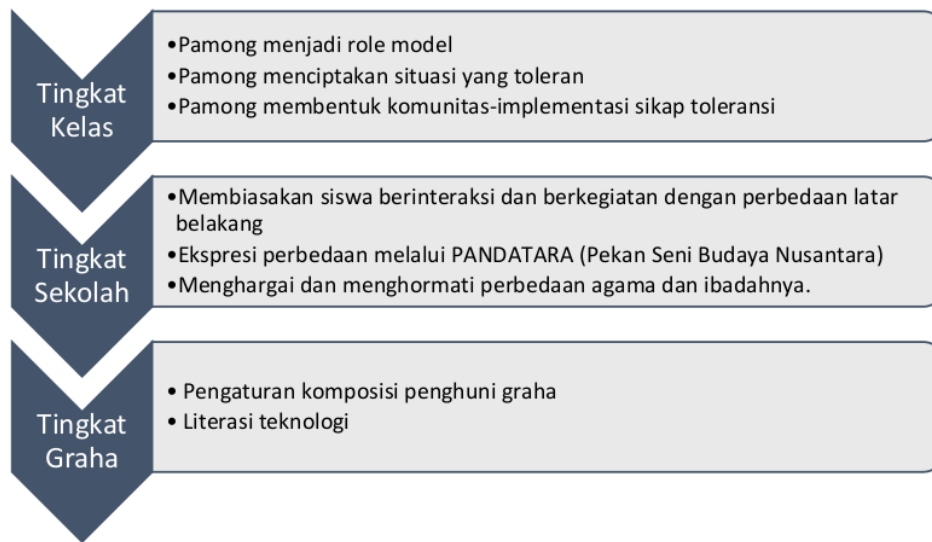 Tingkat
Kelas
•Pamong menjadi role model
•Pamong menciptakan situasi yang toleran
•Pamong membentuk komunitas-implementasi sikap toleransi
Tingkat
Sekolah
•Membiasakan siswa berinteraksi dan berkegiatan dengan perbedaan latar
belakang
•Ekspresi perbedaan melalui PANDATARA (Pekan Seni Budaya Nusantara)
•Menghargai dan menghormati perbedaan agama dan ibadahnya.
Tingkat
Graha
• Pengaturan komposisi penghuni graha
• Literasi teknologi